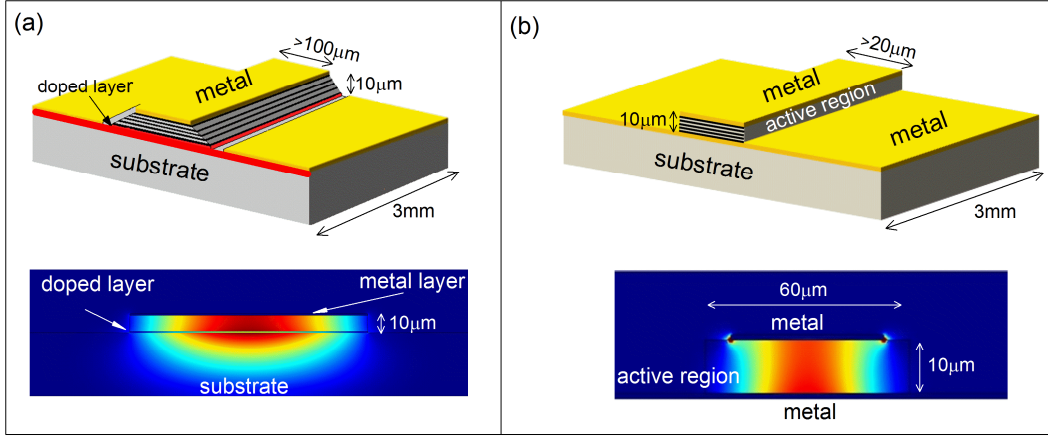 (a)
>100μm
10μm
doped layer
metal
substrate
3mm
doped layer
metal layer
10μm
substrate
(b)
>20μm
metal
10μm
active region
metal
substrate
3mm
60μm
metal
active region
10μm
metal